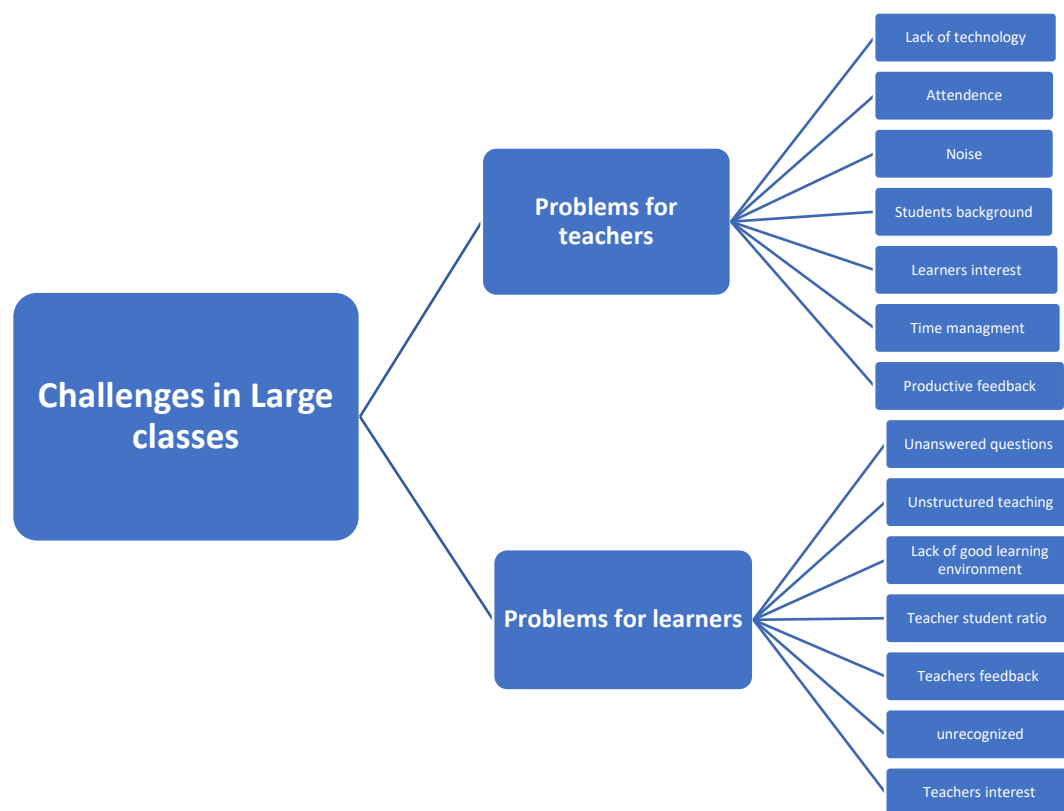 Challenges in Large
classes
Problems for
teachers
Lack of technology
Attendence
Noise
Students background
Learners interest
Time managment
Productive feedback
Problems for learners
Unanswered questions
Unstructured teaching
Lack of good learning
environment
Teacher student ratio
Teachers feedback
unrecognized
Teachers interest